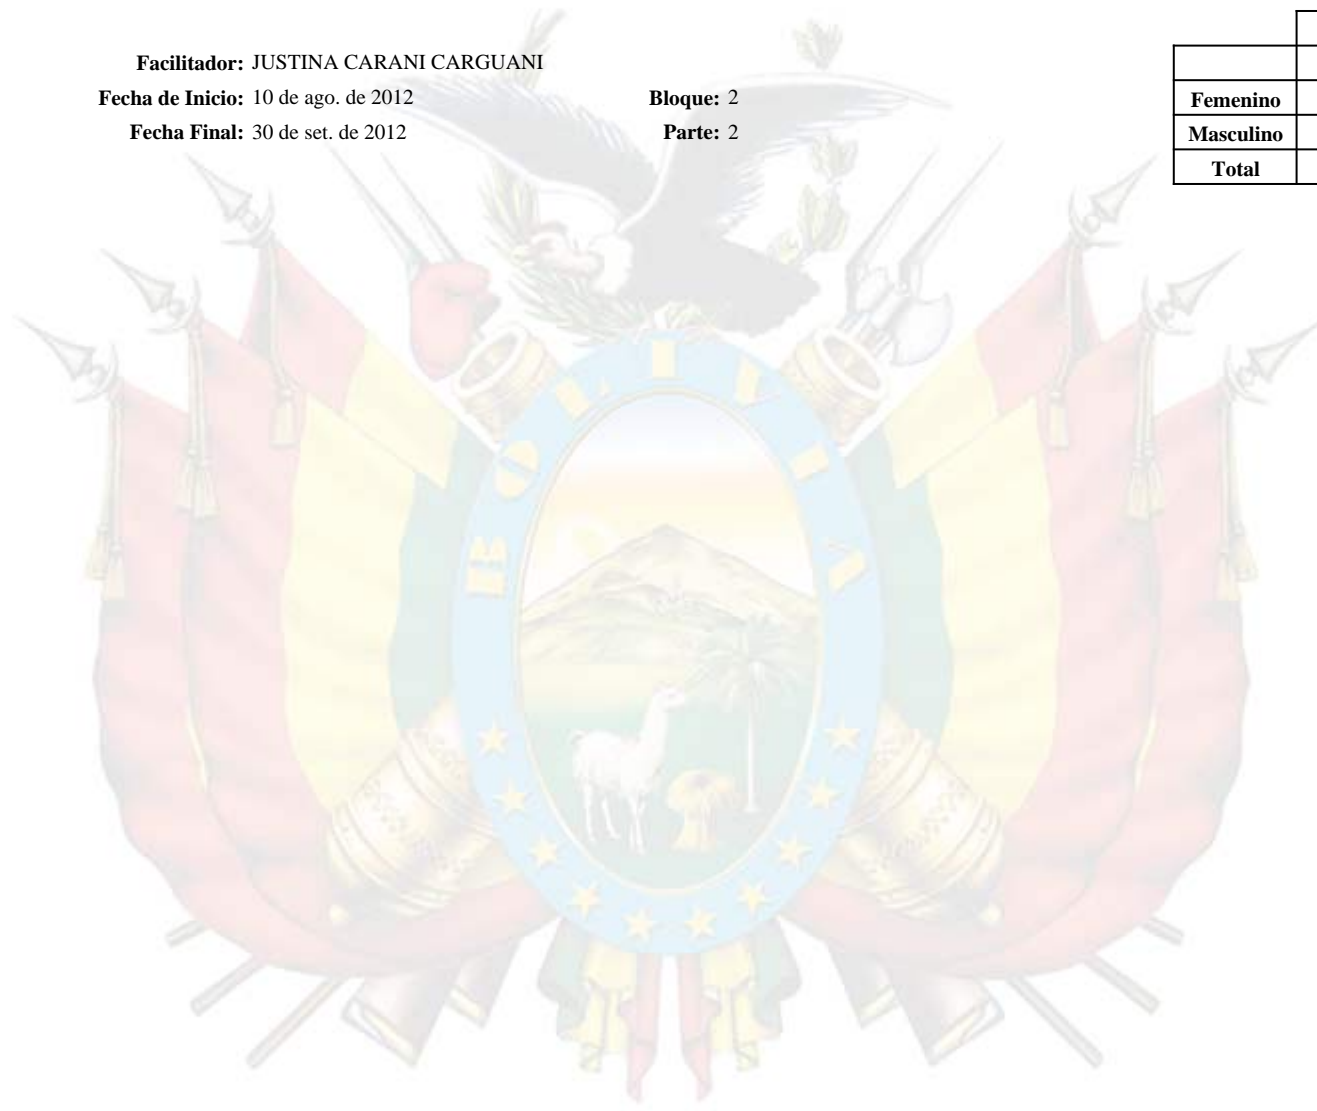 Facilitador: JUSTINA CARANI CARGUANI
Fecha de Inicio: 10 de ago. de 2012 Bloque: 2
Fecha Final: 30 de set. de 2012 Parte: 2
Femenino
Masculino
Total
BOLIVIA